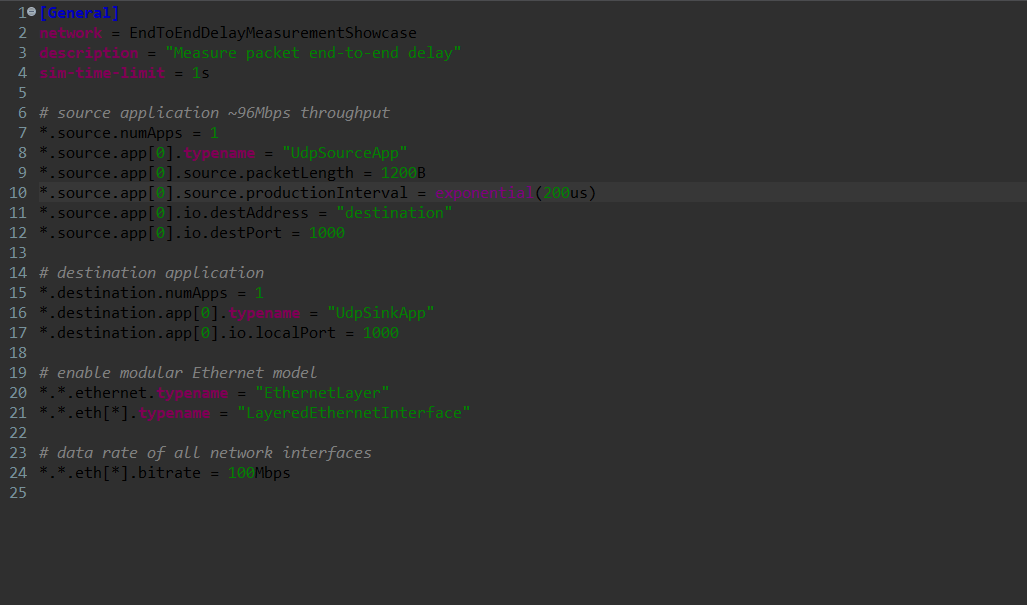 1 [General]
2 network = EndToEndDelayMeasurementShowcase
3 description = "Measure packet end-to-end delay"
4 sim-time-limit = 1s
5
6 # source application ~96Mbps throughput
7 *.source.numApps = 1
8 *.source.app[0].typename = "UdpSourceApp"
9 *.source.app[0].source.packetLength = 1200B
10 *.source.app[0].source.productionInterval = exponential(200us)
11 *.source.app[0].io.destAddress = "destination"
12 *.source.app[0].io.destPort = 1000
13
14 # destination application
15 *.destination.numApps = 1
16 *.destination.app[0].typename = "UdpSinkApp"
17 *.destination.app[0].io.localPort = 1000
18
19 # enable modular Ethernet model
20 *.*.ethernet.typename = "EthernetLayer"
21 *.*.eth[*].typename = "LayeredEthernetInterface"
22
23 # data rate of all network interfaces
24 *.*.eth[*].bitrate = 100Mbps
25